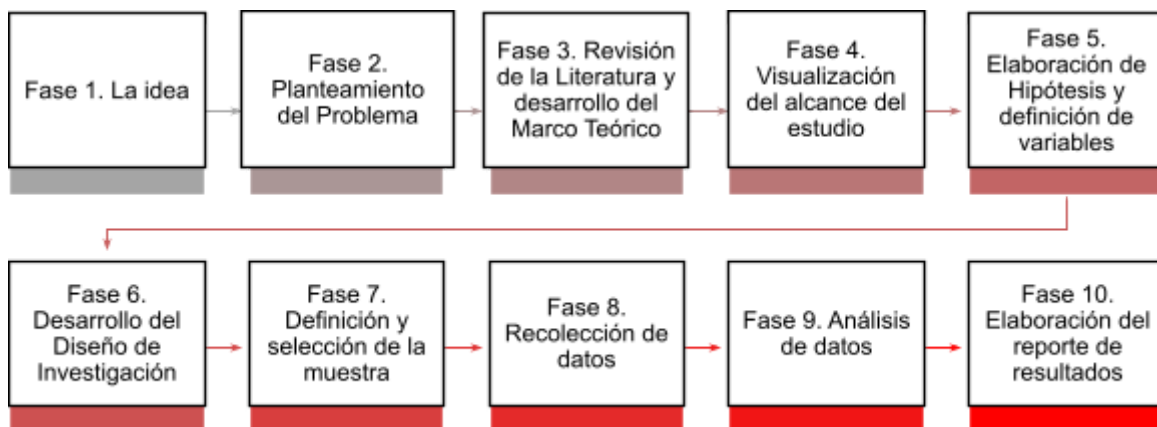 Fase 1. La idea
Fase 2.
Planteamiento
del Problema
Fase 3. Revisión
de la Literatura y
desarrollo del
Marco Teórico
Fase 4.
Visualización
del alcance del
estudio
Fase 5.
Elaboración de
Hipótesis y
definición de
variables
Fase 6.
Desarrollo del
Diseño de
Investigación
Fase 7.
Definición y
selección de la
muestra
Fase 8.
Recolección de
datos
Fase 9. Análisis
de datos
Fase 10.
Elaboración del
reporte de
resultados